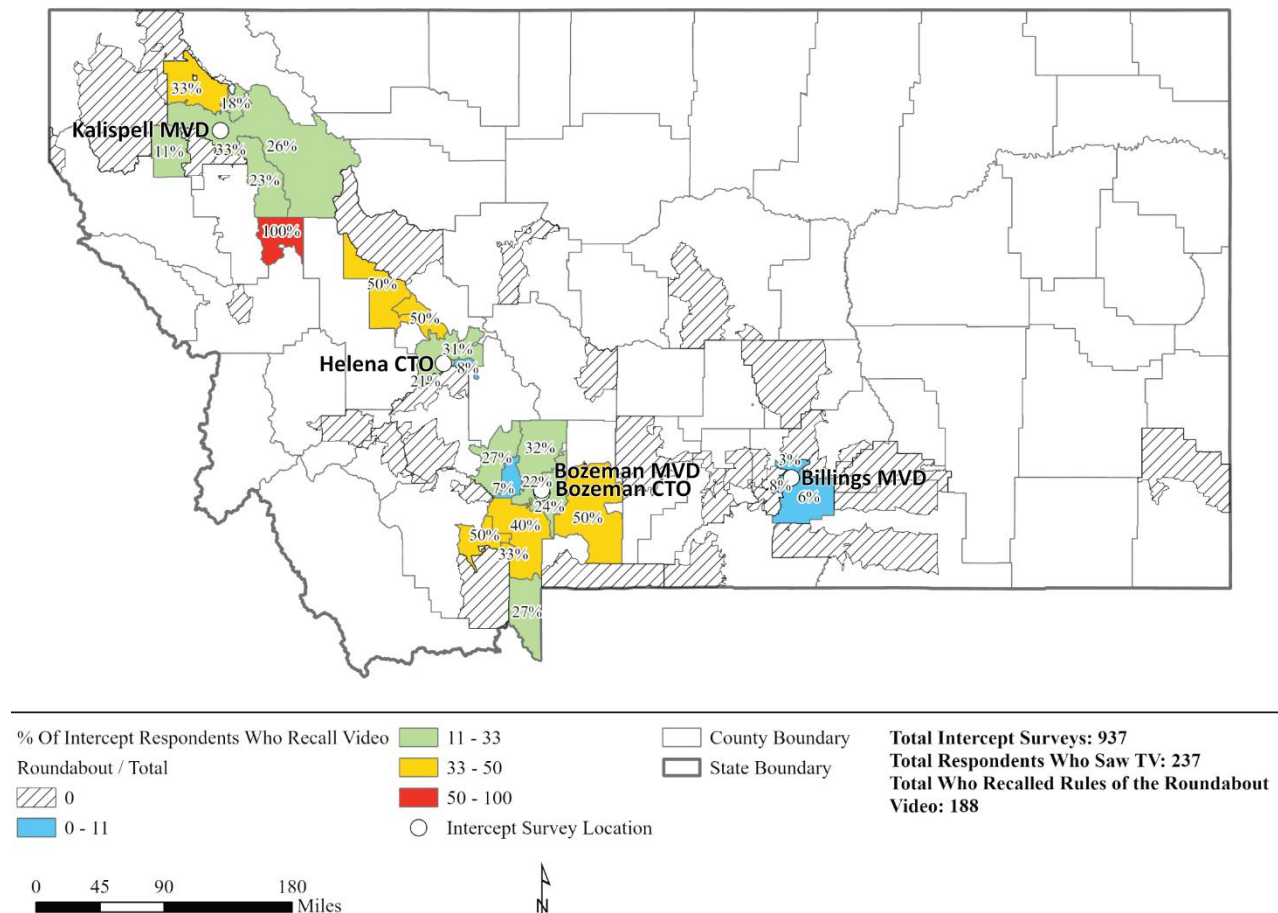 33%
18%
Kalispell MVD
11%
33%
26%
23%
100%
50%
50%
31%
Helena CTO
8%
21%
27%
32%
Bozeman MVD
7%
22%
Bozeman CTO
24%
50%
40%
50%
33%
27%
3%
8%
Billings MVD
6%
% Of Intercept Respondents Who Recall Video
Roundabout / Total
0
0 - 11
11 - 33
33 - 50
50 - 100
Intercept Survey Location
County Boundary
State Boundary
Total Intercept Surveys: 937
Total Respondents Who Saw TV: 237
Total Who Recalled Rules of the Roundabout
Video: 188
0 45 90 180
Miles
N